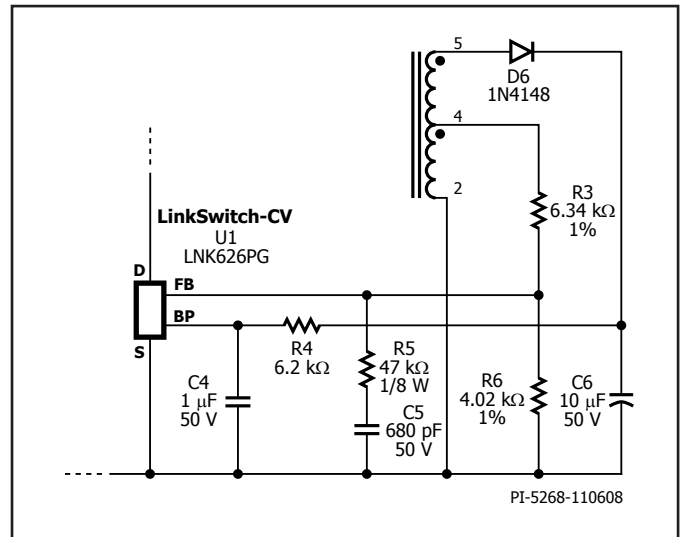 5
D6
1N4148
4
2
R3
6.34 kΩ
1%
LinkSwitch-CV
U1
LNK626PG
D
FB
BP
S
R4
6.2 kΩ
R5
47 kΩ
1/8 W
C4
1 µF
50 V
C5
680 pF
50 V
R6
4.02 kΩ
1%
C6
10 µF
50 V
PI-5268-110608